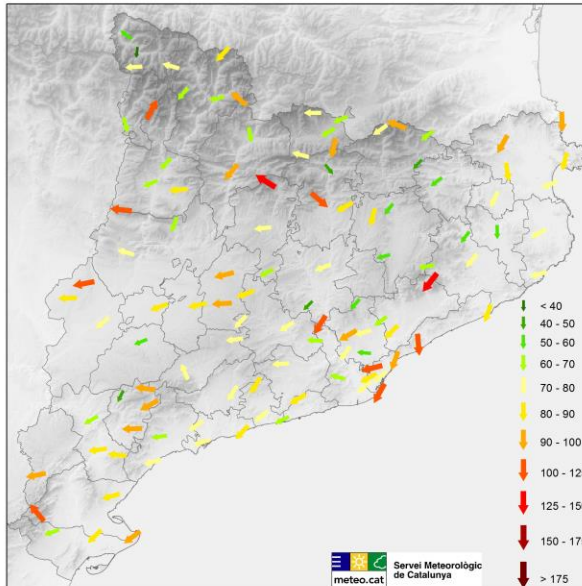 < 40
40 - 50
50 - 60
60 - 70
70 - 80
80 - 90
90 - 100
100 - 12
125 - 15
150 - 17
> 175
meteo.cat
Servei Meteorològic
de Catalunya